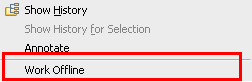 Show History
Show History for Selection
Annotate
Work Offline